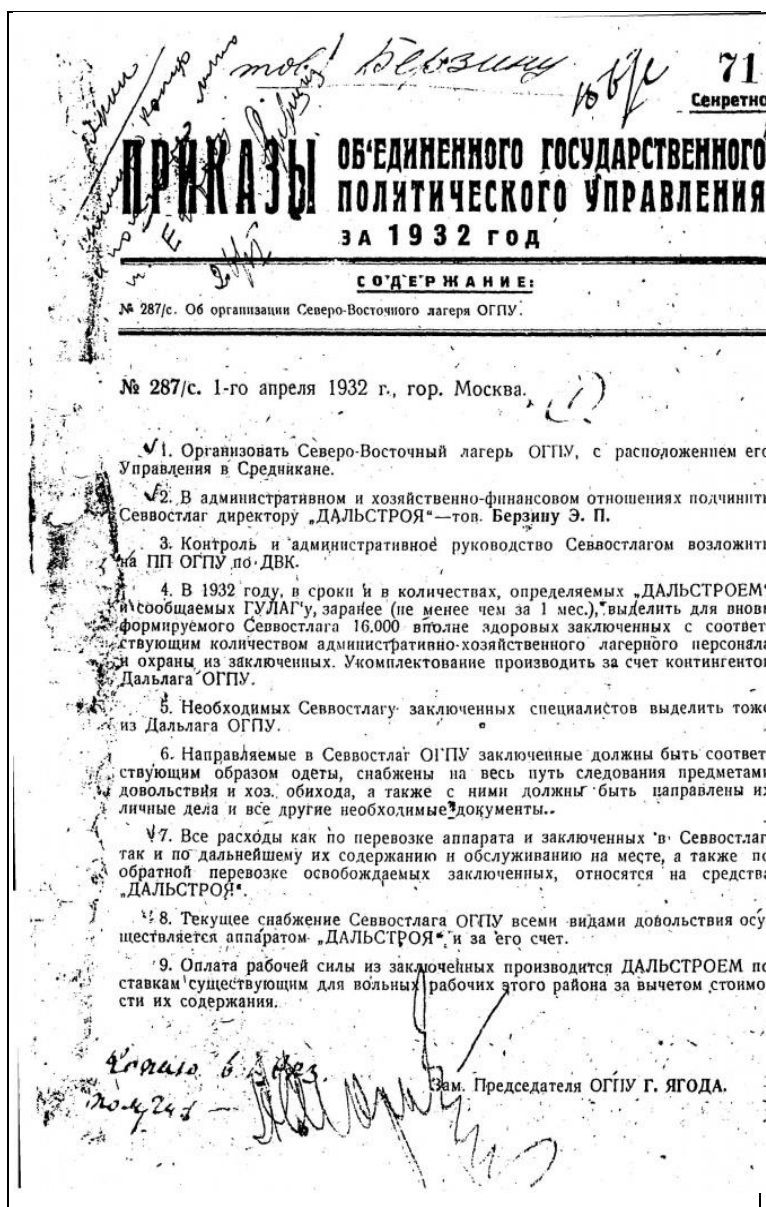 тов. Берзину
71
Секретно
ПРИКАЗЫ ОБ'ЕДИНЕННОГО ГОСУДАРСТВЕННОГО
ПОЛИТИЧЕСКОГО УПРАВЛЕНИЯ
ЗА 1932 ГОД
СОДЕРЖАНИЕ:
№ 287/с. Об организации Северо-Восточного лагеря ОГПУ.
№ 287/с. 1-го апреля 1932 г., гор. Москва.
1. Организовать Северо-Восточный лагерь ОГПУ, с расположением его
Управления в Средникане.
2. В административном и хозяйственно-финансовом отношениях подчинить
Севвостлаг директору „ДАЛЬСТРОЯ“—тов. Берзину Э. П.
3. Контроль и административное руководство Севвостлагом возложить
на ПП ОГПУ по ДВК.
4. В 1932 году, в сроки и в количествах, определяемых „ДАЛЬСТРОЕМ“
и сообщаемых ГУЛАГ'у, заранее (не менее чем за 1 мес.), выделить для вновь
формируемого Севвостлага 16.000 вполне здоровых заключенных с соответ
ствующим количеством административно-хозяйственного лагерного персонала
и охраны из заключенных. Укомплектование производить за счет контингентов
Дальлага ОГПУ.
5. Необходимых Севвостлагу заключенных специалистов выделить тоже
из Дальлага ОГПУ.
6. Направляемые в Севвостлаг ОГПУ заключенные должны быть соответ
ствующим образом одеты, снабжены на весь путь следования предметами
довольствия и хоз. обихода, а также с ними должны быть направлены их
личные дела и все другие необходимые документы..
7. Все расходы как по перевозке аппарата и заключенных в Севвостлаг
так и по дальнейшему их содержанию и обслуживанию на месте, а также по
обратной перевозке освобождаемых заключенных, относятся на средства
„ДАЛЬСТРОЯ“.
8. Текущее снабжение Севвостлага ОГПУ всеми видами довольствия осу
ществляется аппаратом „ДАЛЬСТРОЯ“ и за его счет.
9. Оплата рабочей силы из заключенных производится ДАЛЬСТРОЕМ по
ставкам существующим для вольных рабочих этого района за вычетом стоимо
сти их содержания.
Зам. Председателя ОГПУ Г. ЯГОДА.